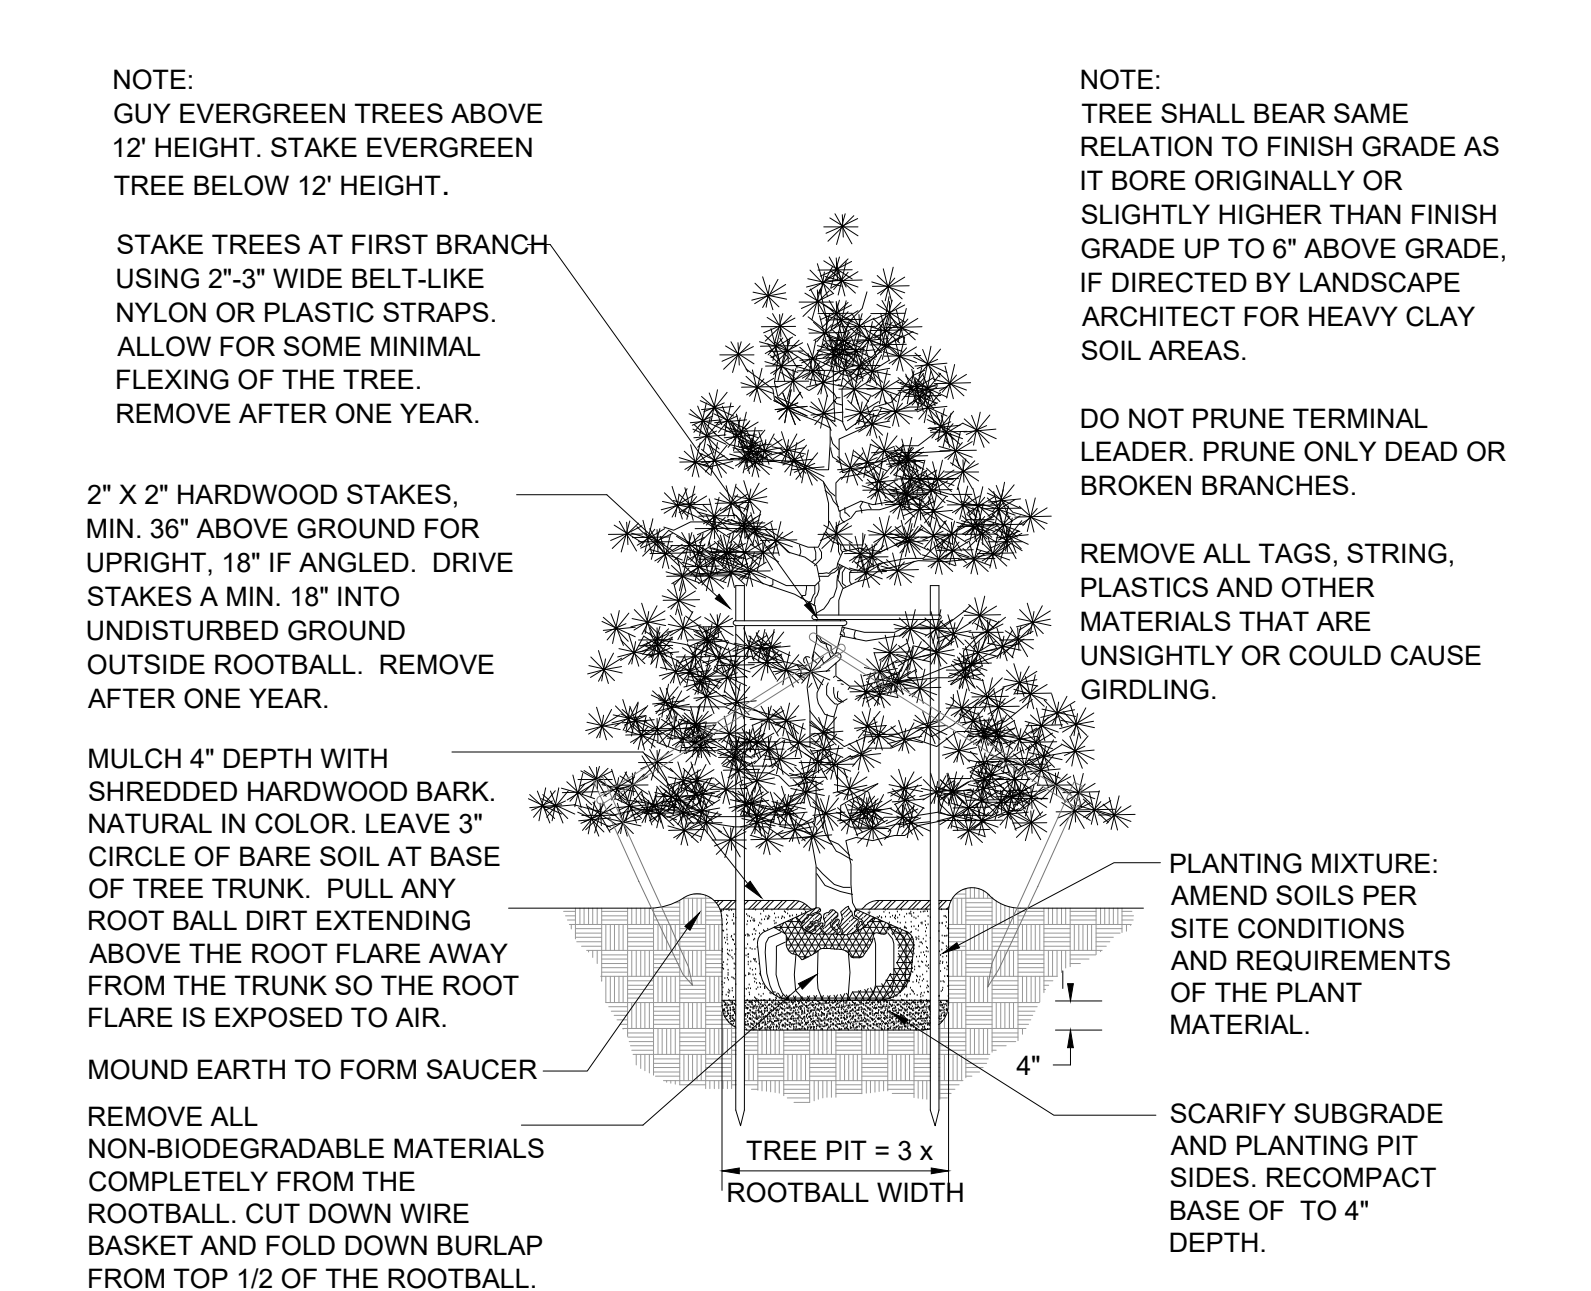 NOTE:
GUY EVERGREEN TREES ABOVE
12' HEIGHT. STAKE EVERGREEN
TREE BELOW 12' HEIGHT.
STAKE TREES AT FIRST BRANCH
USING 2"-3" WIDE BELT-LIKE
NYLON OR PLASTIC STRAPS.
ALLOW FOR SOME MINIMAL
FLEXING OF THE TREE.
REMOVE AFTER ONE YEAR.
2" X 2" HARDWOOD STAKES,
MIN. 36" ABOVE GROUND FOR
UPRIGHT, 18" IF ANGLED. DRIVE
STAKES A MIN. 18" INTO
UNDISTURBED GROUND
OUTSIDE ROOTBALL. REMOVE
AFTER ONE YEAR.
MULCH 4" DEPTH WITH
SHREDDED HARDWOOD BARK.
NATURAL IN COLOR. LEAVE 3"
CIRCLE OF BARE SOIL AT BASE
OF TREE TRUNK. PULL ANY
ROOT BALL DIRT EXTENDING
ABOVE THE ROOT FLARE AWAY
FROM THE TRUNK SO THE ROOT
FLARE IS EXPOSED TO AIR.
MOUND EARTH TO FORM SAUCER
REMOVE ALL
NON-BIODEGRADABLE MATERIALS
COMPLETELY FROM THE
ROOTBALL. CUT DOWN WIRE
BASKET AND FOLD DOWN BURLAP
FROM TOP 1/2 OF THE ROOTBALL.
TREE PIT = 3 x
ROOTBALL WIDTH
4"
NOTE:
TREE SHALL BEAR SAME
RELATION TO FINISH GRADE AS
IT BORE ORIGINALLY OR
SLIGHTLY HIGHER THAN FINISH
GRADE UP TO 6" ABOVE GRADE,
IF DIRECTED BY LANDSCAPE
ARCHITECT FOR HEAVY CLAY
SOIL AREAS.
DO NOT PRUNE TERMINAL
LEADER. PRUNE ONLY DEAD OR
BROKEN BRANCHES.
REMOVE ALL TAGS, STRING,
PLASTICS AND OTHER
MATERIALS THAT ARE
UNSIGHTLY OR COULD CAUSE
GIRDLING.
PLANTING MIXTURE:
AMEND SOILS PER
SITE CONDITIONS
AND REQUIREMENTS
OF THE PLANT
MATERIAL.
SCARIFY SUBGRADE
AND PLANTING PIT
SIDES. RECOMPACT
BASE OF TO 4"
DEPTH.